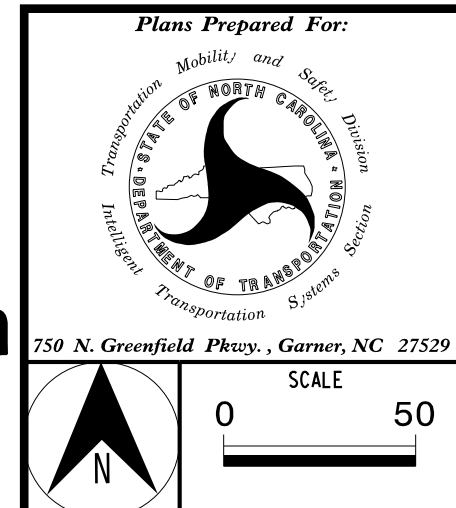 Plans Prepared For:
Transportation Mobility and Safety Division
STATE OF NORTH CAROLINA
DEPARTMENT OF TRANSPORTATION
Intelligent Transportation Systems Section
750 N. Greenfield Pkwy. , Garner, NC 27529
N
SCALE
0 50